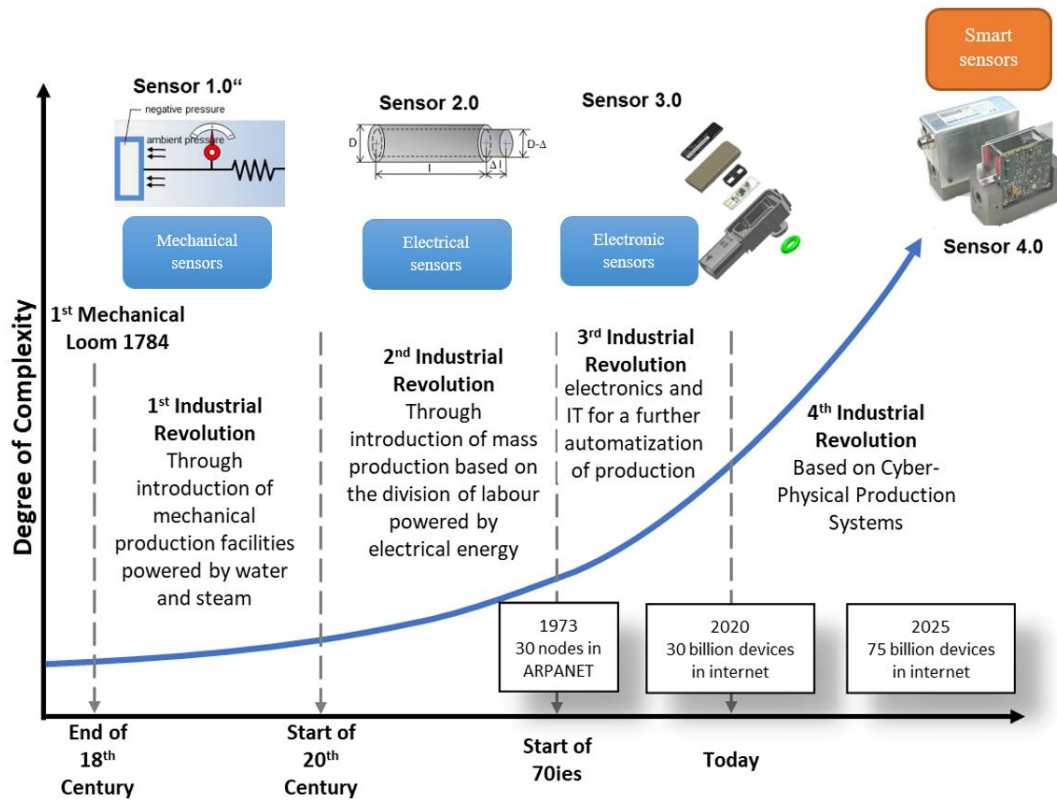 Smart
sensors
Sensor 1.0“
negative pressure
ambient pressure
Sensor 2.0
D
l
Δ l
D-Δ
Sensor 3.0
Sensor 4.0
Mechanical
sensors
Electrical
sensors
Electronic
sensors
Degree of Complexity
1st Mechanical
Loom 1784
1st Industrial
Revolution
Through
introduction of
mechanical
production facilities
powered by water
and steam
2nd Industrial
Revolution
Through
introduction of mass
production based on
the division of labour
powered by
electrical energy
3rd Industrial
Revolution
electronics and
IT for a further
automatization
of production
4th Industrial
Revolution
Based on Cyber-
Physical Production
Systems
1973
30 nodes in
ARPANET
2020
30 billion devices
in internet
2025
75 billion devices
in internet
End of
18th
Century
Start of
20th
Century
Start of
70ies
Today